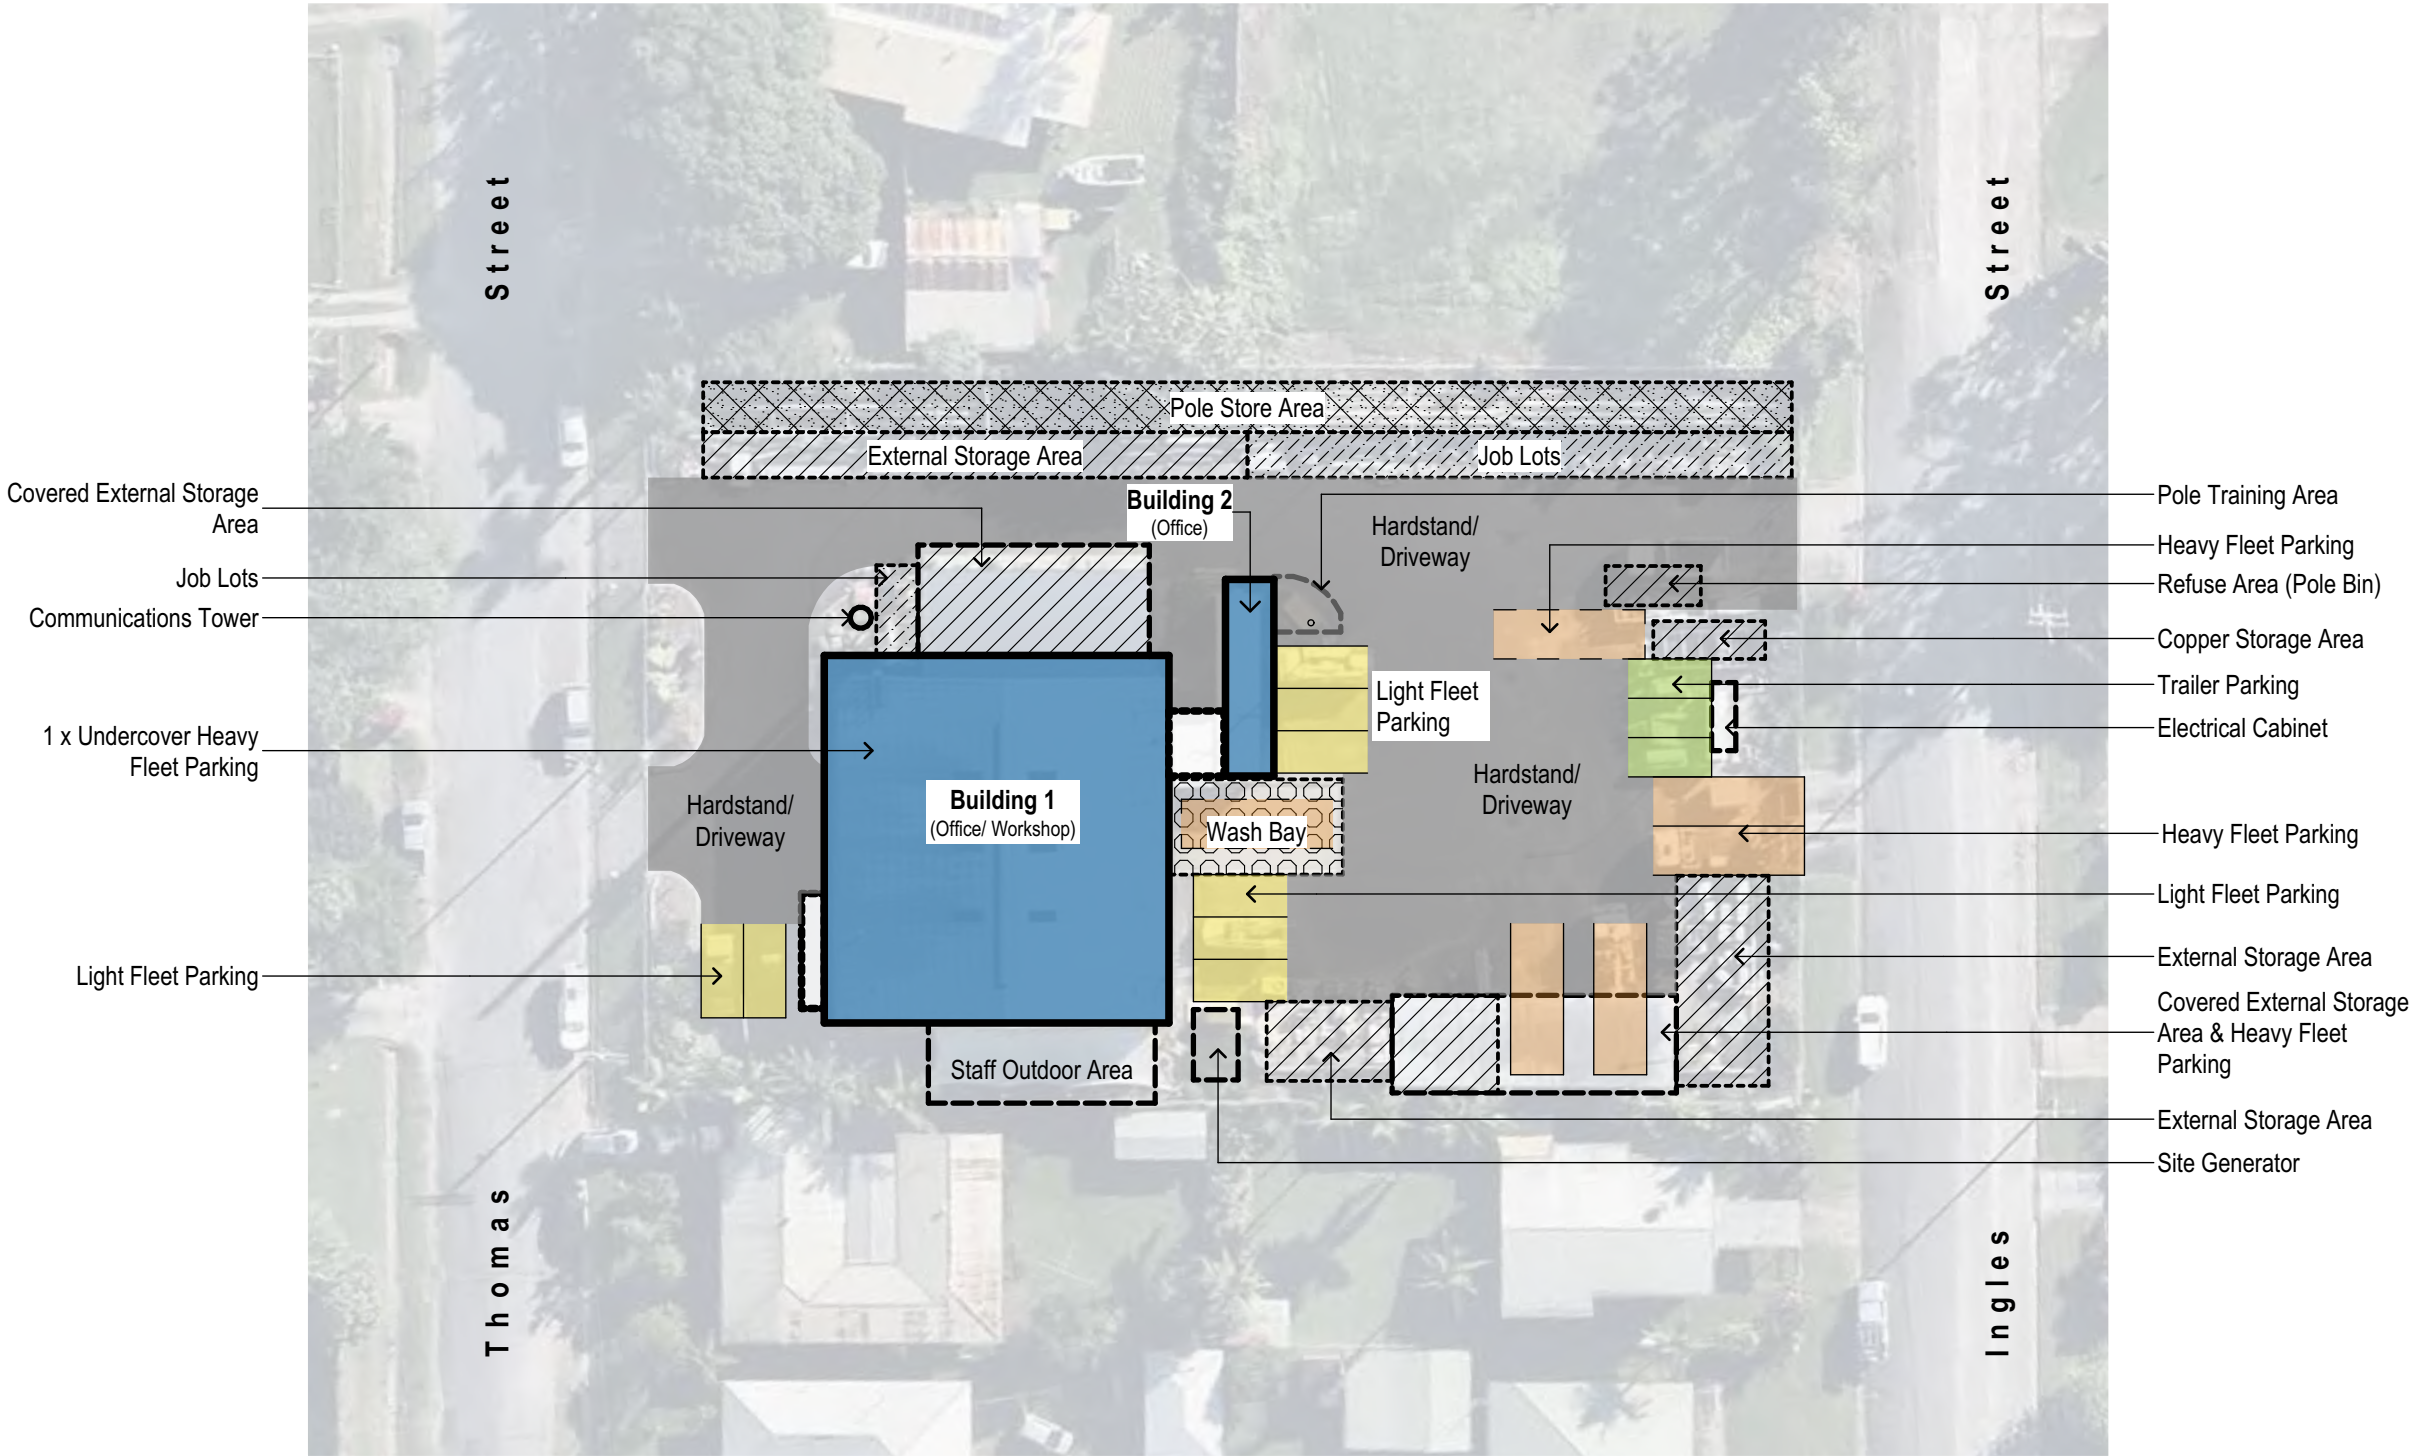 Street
Street
Pole Store Area
External Storage Area
Job Lots
Covered External Storage
Area
Job Lots
Communications Tower
1 x Undercover Heavy
Fleet Parking
Light Fleet Parking
Building 2
(Office)
Hardstand/
Driveway
Light Fleet
Parking
Hardstand/
Driveway
Building 1
(Office/ Workshop)
Wash Bay
Hardstand/
Driveway
Staff Outdoor Area
Pole Training Area
Heavy Fleet Parking
Refuse Area (Pole Bin)
Copper Storage Area
Trailer Parking
Electrical Cabinet
Heavy Fleet Parking
Light Fleet Parking
External Storage Area
Covered External Storage
Area & Heavy Fleet
Parking
External Storage Area
Site Generator
Thomas
Ingles